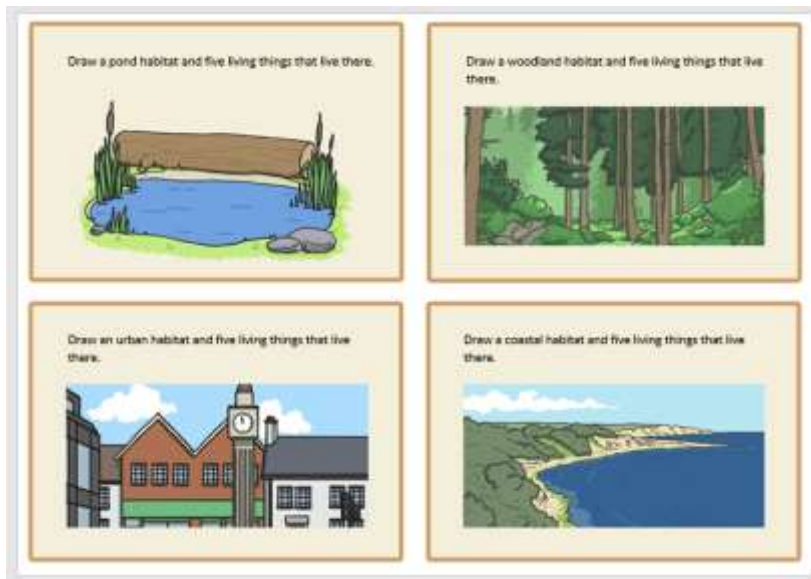 Draw a pond habitat and five living things that live there.
Draw a woodland habitat and five living things that live
there.
Draw an urban habitat and five living things that live
there.
Draw a coastal habitat and five living things that live
there.